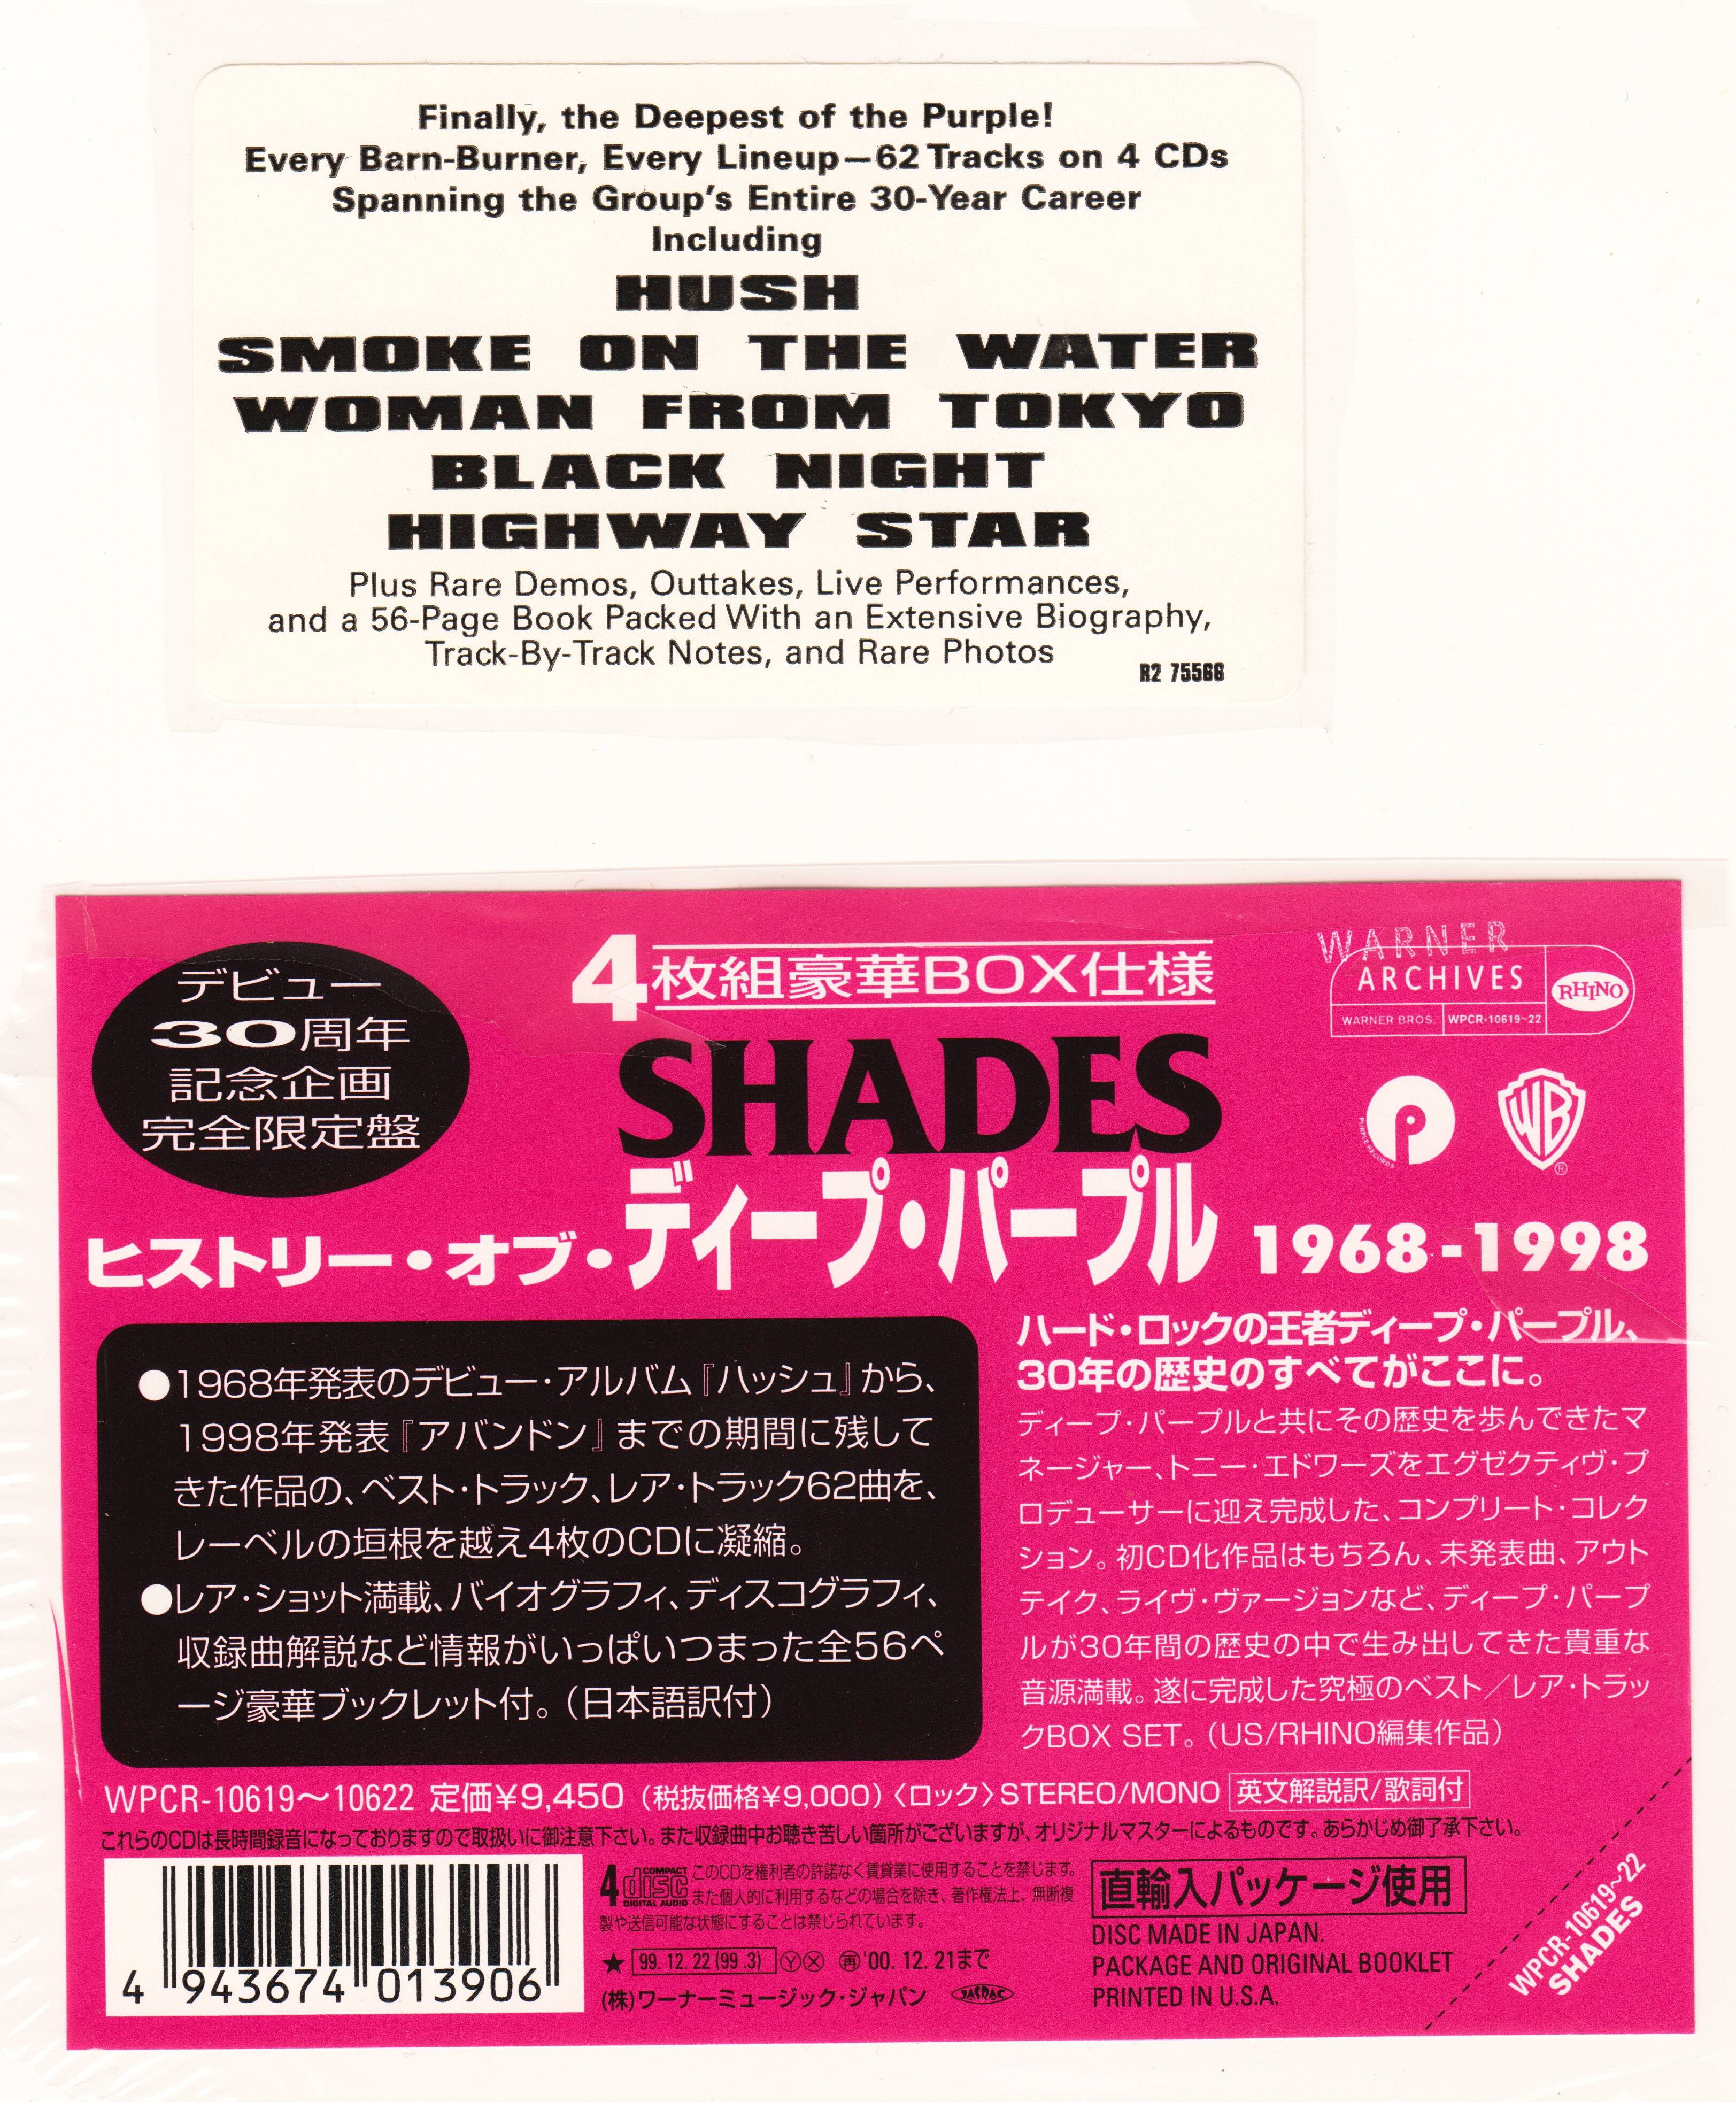 Finally, the Deepest of the Purple!
Every Barn-Burner, Every Lineup—62 Tracks on 4 CDs
Spanning the Group's Entire 30-Year Career
Including
HUSH
SMOKE ON THE WATER
WOMAN FROM TOKYO
BLACK NIGHT
HIGHWAY STAR
Plus Rare Demos, Outtakes, Live Performances,
and a 56-Page Book Packed With an Extensive Biography,
Track-By-Track Notes, and Rare Photos
R2 75566
デビュー
30周年
記念企画
完全限定盤
4枚組豪華BOX仕様
SHADES
ヒストリー・オブ・ディープ・パープル 1968-1998
WARNER
ARCHIVES
RHINO
WARNER BROS. WPCR-10619~22
PURPLE RECORDS
WB
®
●1968年発表のデビュー・アルバム『ハッシュ』から、
1998年発表『アバンドン』までの期間に残して
きた作品の、ベスト・トラック、レア・トラック62曲を、
レーベルの垣根を越え4枚のCDに凝縮。
●レア・ショット満載、バイオグラフィ、ディスコグラフィ、
収録曲解説など情報がいっぱいつまった全56ペ
ージ豪華ブックレット付。(日本語訳付)
ハード・ロックの王者ディープ・パープル、
30年の歴史のすべてがここに。
ディープ・パープルと共にその歴史を歩んできたマ
ネージャー、トニー・エドワーズをエグゼクティヴ・プ
ロデューサーに迎え完成した、コンプリート・コレク
ション。初CD化作品はもちろん、未発表曲、アウト
テイク、ライヴ・ヴァージョンなど、ディープ・パープ
ルが30年間の歴史の中で生み出してきた貴重な
音源満載。遂に完成した究極のベスト/レア・トラッ
クBOX SET。(US/RHINO編集作品)
WPCR-10619〜10622 定価¥9,450(税抜価格¥9,000)〈ロック〉STEREO/MONO 英文解説訳/歌詞付
これらのCDは長時間録音になっておりますので取扱いに御注意下さい。また収録曲中お聴き苦しい箇所がございますが、オリジナルマスターによるものです。あらかじめ御了承下さい。
4 943674 013906
4 COMPACT disc DIGITAL AUDIO
このCDを権利者の許諾なく賃貸業に使用することを禁じます。
また個人的に利用するなどの場合を除き、著作権法上、無断複
製や送信可能な状態にすることは禁じられています。
★ 99.12.22 (99.3) Ⓨ Ⓧ ㊢'00.12.21まで
(株)ワーナーミュージック・ジャパン JASRAC
直輸入パッケージ使用
DISC MADE IN JAPAN.
PACKAGE AND ORIGINAL BOOKLET
PRINTED IN U.S.A.
WPCR-10619~22
SHADES